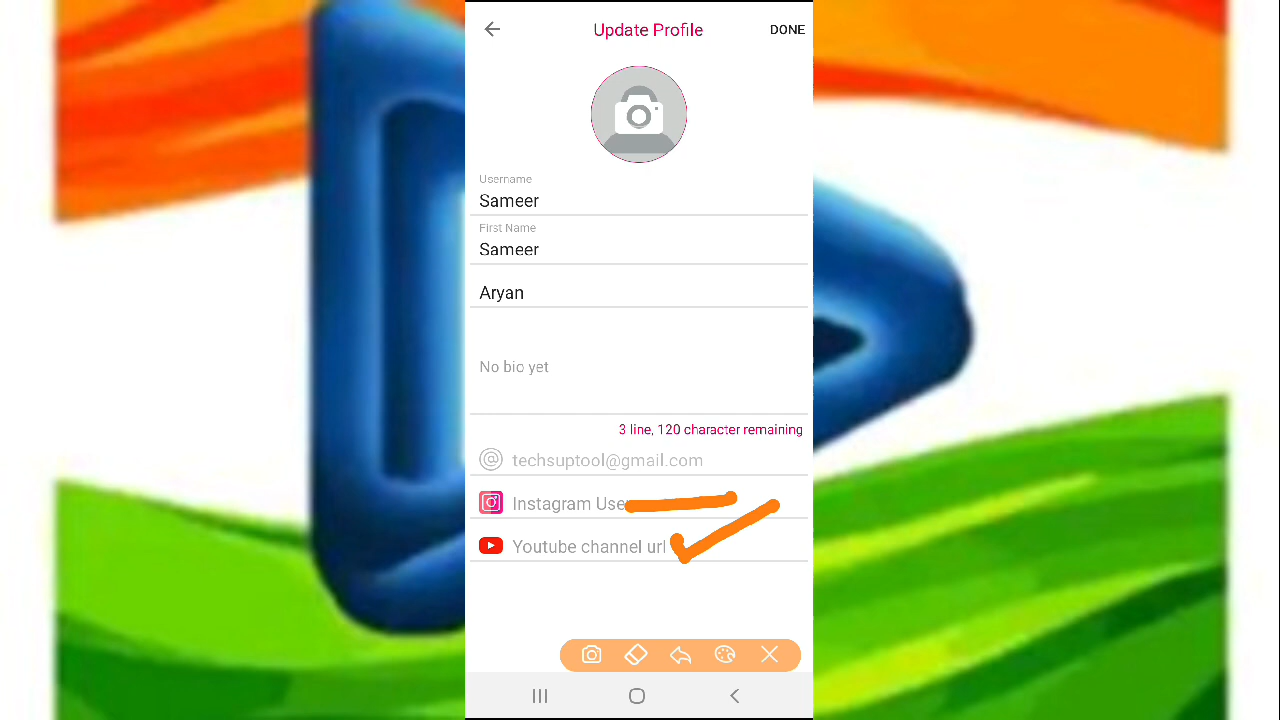 Update Profile
DONE
Username
Sameer
First Name
Sameer
Aryan
No bio yet
3 line, 120 character remaining
techsuptool@gmail.com
Instagram
Youtube channel url